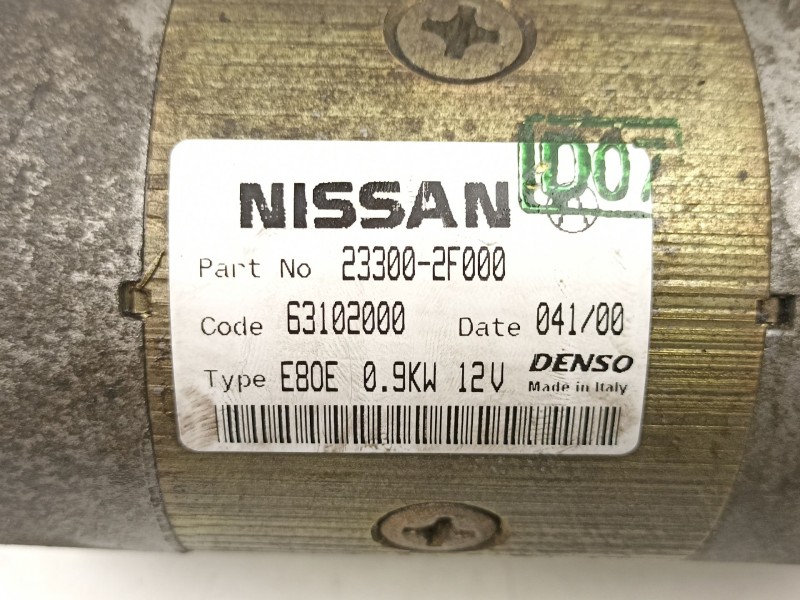 D07
NISSAN
Part No 23300-2F000
Code 63102000 Date 041/00
Type E80E 0.9KW 12V DENSO
Made in Italy